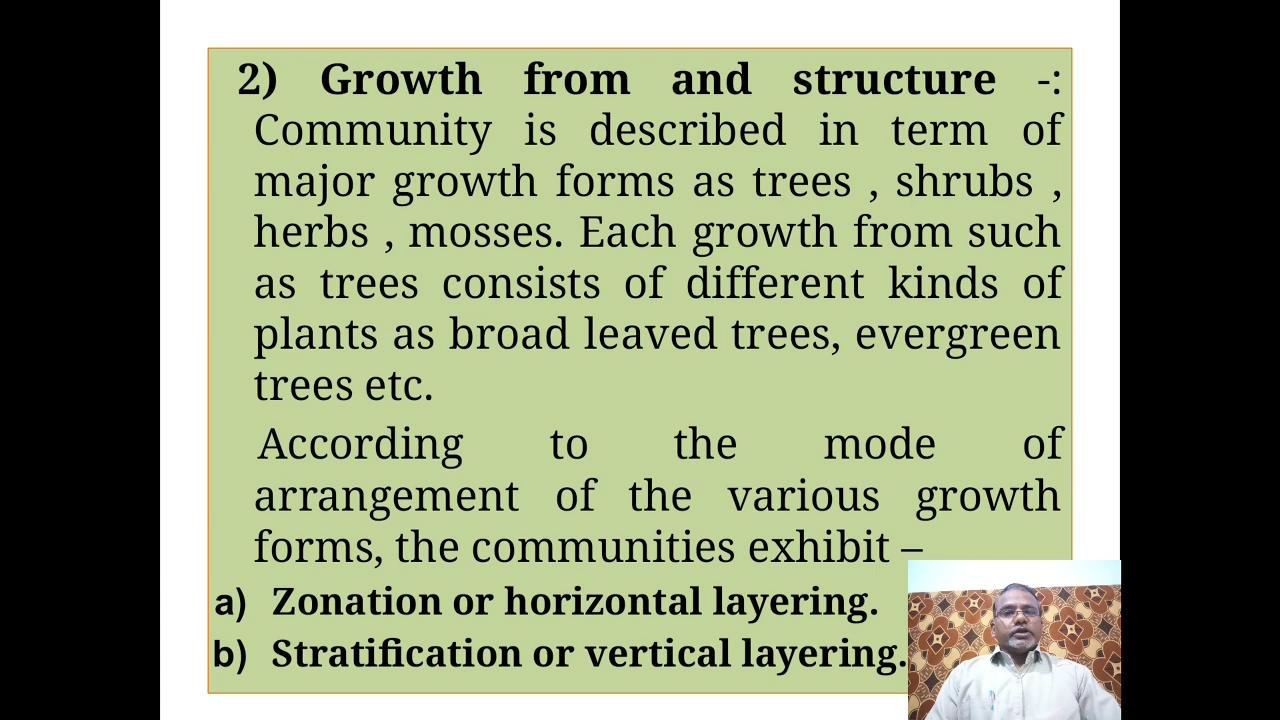 2) Growth from and structure -:
Community is described in term of
major growth forms as trees , shrubs ,
herbs , mosses. Each growth from such
as trees consists of different kinds of
plants as broad leaved trees, evergreen
trees etc.
According to the mode of
arrangement of the various growth
forms, the communities exhibit –
a) Zonation or horizontal layering.
b) Stratification or vertical layering.